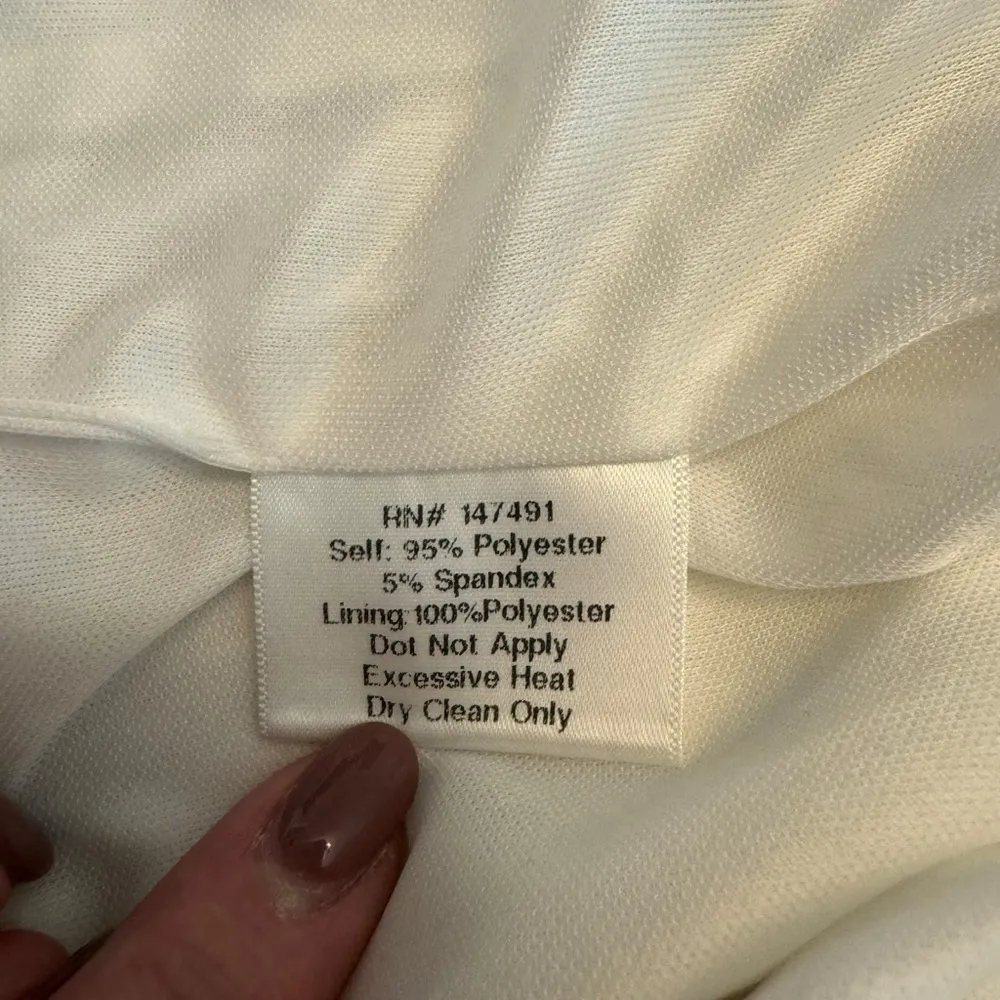 RN# 147491
Self: 95% Polyester
5% Spandex
Lining:100%Polyester
Dot Not Apply
Excessive Heat
Dry Clean Only